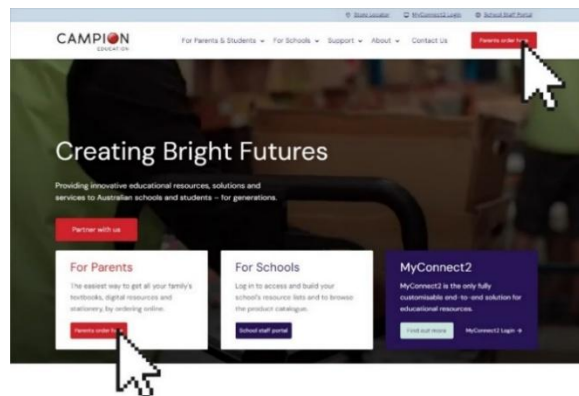 Store Locator MyConnect2 Login School Staff Portal
CAMPION
EDUCATION
For Parents & Students For Schools Support About Contact Us
Parents order here
Creating Bright Futures
Providing innovative educational resources, solutions and
services to Australian schools and students – for generations.
Partner with us
For Parents
The easiest way to get all your family's
textbooks, digital resources and
stationery, by ordering online.
Parents order
For Schools
Log in to access and build your
school's resource lists and to browse
the product catalogue.
School staff portal
MyConnect2
MyConnect2 is the only fully
customisable end-to-end solution for
educational resources.
Find out more MyConnect2 Login →